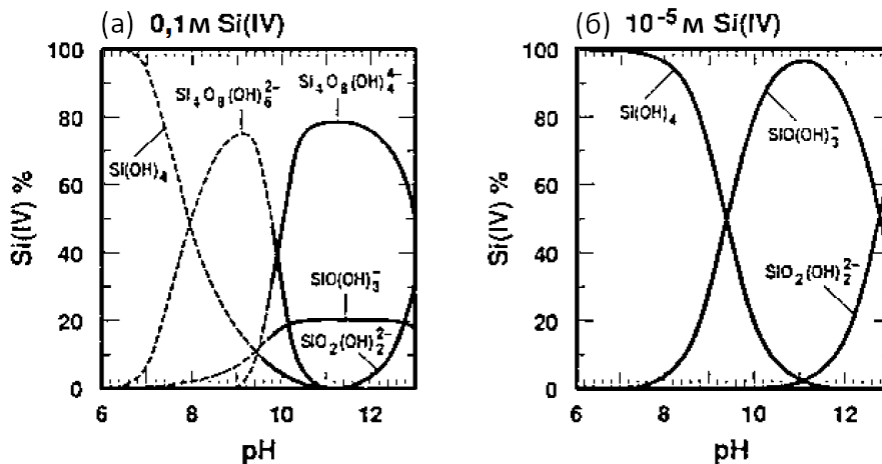 (а) 0,1м Si(IV)
Si(IV) %
100
80
60
40
20
0
Si(OH)₄
Si₄O₈(OH)₆²⁻
Si₄O₈(OH)₄⁴⁻
SiO(OH)₃⁻
SiO₂(OH)₂²⁻
6 8 10 12
pH
(б) 10⁻⁵ м Si(IV)
Si(IV) %
100
80
60
40
20
0
Si(OH)₄
SiO(OH)₃⁻
SiO₂(OH)₂²⁻
6 8 10 12
pH